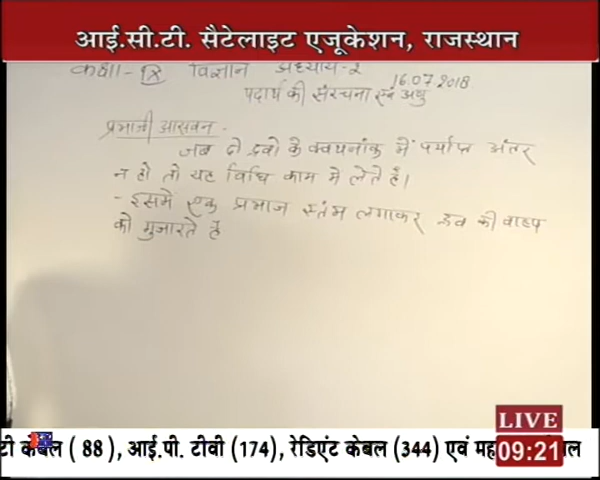 आई.सी.टी. सैटेलाइट एजूकेशन, राजस्थान
कक्षा - IX विज्ञान अध्याय-2
16.07.2018
पदार्थ की संरचना एवं अणु
प्रभाजी आसवन -
जब दो द्रवो के क्वथनांक में पर्याप्त अंतर
न हो तो यह विधि काम मे लेते है।
- इसमें एक प्रभाज स्तंभ लगाकर द्रव की वाष्प
को गुजारते है
टी केबल ( 88 ), आई.पी. टीवी (174), रेडिएंट केबल (344) एवं
LIVE
09:21